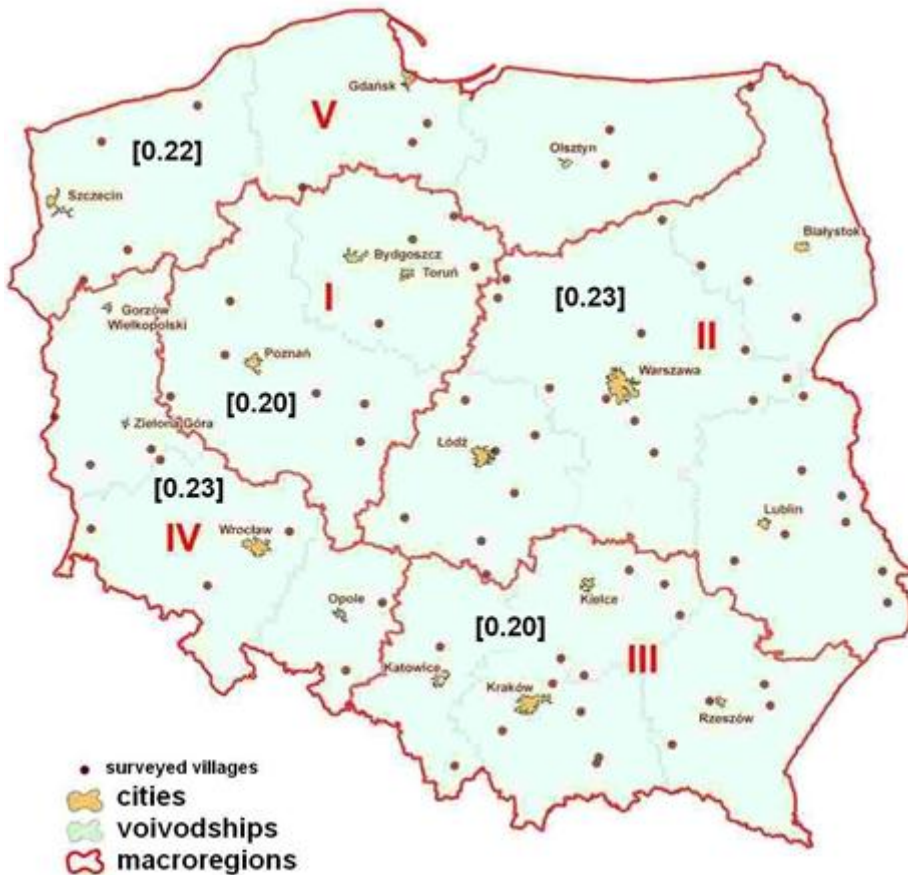 Gdańsk
V
[0.22]
Olsztyn
Szczecin
Białystok
Bydgoszcz
Toruń
I
[0.23]
Gorzów
Wielkopolski
II
Poznań
Warszawa
[0.20]
Zielona Góra
Łódź
[0.23]
Lublin
IV
Wrocław
Kielce
Opole
[0.20]
III
Katowice
Kraków
Rzeszów
surveyed villages
cities
voivodships
macroregions